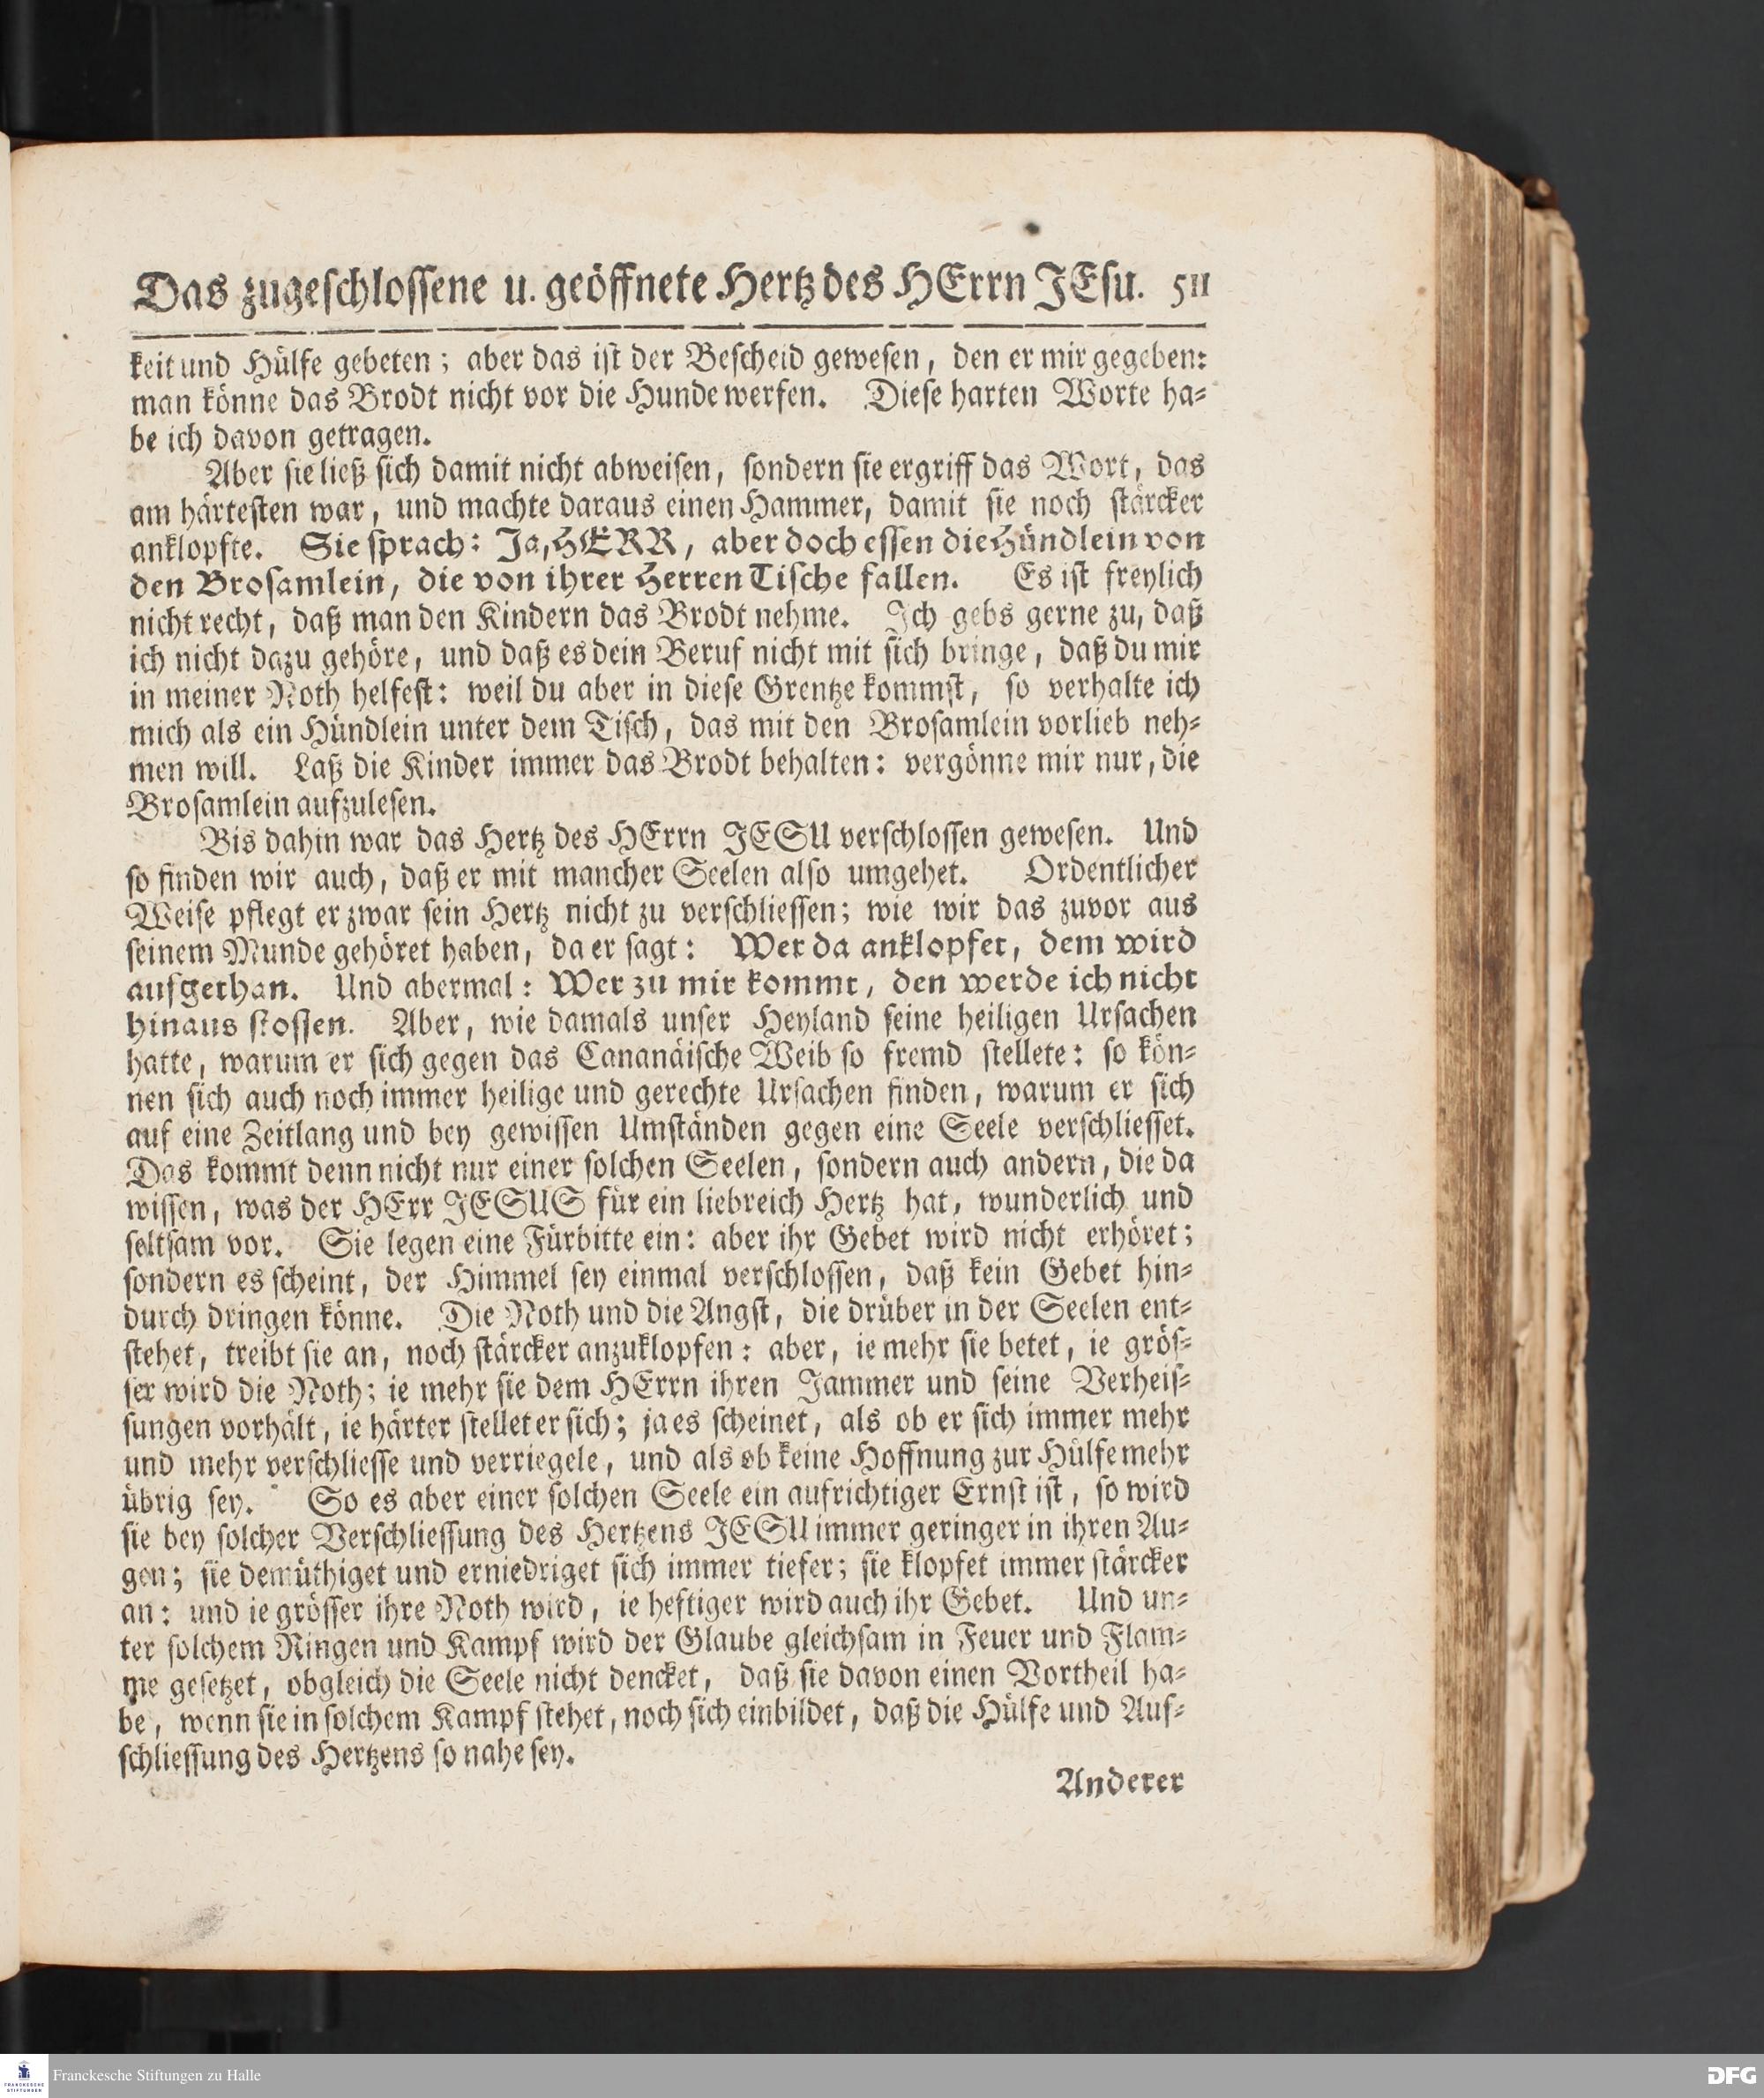 Das zugeschlossene u. geöffnete Hertz des HErrn JEsu. 511
keit und Hülfe gebeten; aber das ist der Bescheid gewesen, den er mir gegeben:
man könne das Brodt nicht vor die Hunde werfen. Diese harten Worte ha-
be ich davon getragen.
Aber sie ließ sich damit nicht abweisen, sondern sie ergriff das Wort, das
am härtesten war, und machte daraus einen Hammer, damit sie noch stärcker
anklopfte. Sie sprach: Ja, HERR, aber doch essen die Hündlein von
den Brosamlein, die von ihrer Herren Tische fallen. Es ist freylich
nicht recht, daß man den Kindern das Brodt nehme. Ich gebs gerne zu, daß
ich nicht dazu gehöre, und daß es dein Beruf nicht mit sich bringe, daß du mir
in meiner Noth helfest: weil du aber in diese Grentze kommst, so verhalte ich
mich als ein Hündlein unter dem Tisch, das mit den Brosamlein vorlieb neh-
men will. Laß die Kinder immer das Brodt behalten: vergönne mir nur, die
Brosamlein aufzulesen.
Bis dahin war das Hertz des HErrn JESU verschlossen gewesen. Und
so finden wir auch, daß er mit mancher Seelen also umgehet. Ordentlicher
Weise pflegt er zwar sein Hertz nicht zu verschliessen; wie wir das zuvor aus
seinem Munde gehöret haben, da er sagt: Wer da anklopfet, dem wird
aufgethan. Und abermal: Wer zu mir kommt, den werde ich nicht
hinaus stossen. Aber, wie damals unser Heyland seine heiligen Ursachen
hatte, warum er sich gegen das Cananäische Weib so fremd stellete: so kön-
nen sich auch noch immer heilige und gerechte Ursachen finden, warum er sich
auf eine Zeitlang und bey gewissen Umständen gegen eine Seele verschliesset.
Das kommt denn nicht nur einer solchen Seelen, sondern auch andern, die da
wissen, was der HErr JESUS für ein liebreich Hertz hat, wunderlich und
seltsam vor. Sie legen eine Fürbitte ein: aber ihr Gebet wird nicht erhöret;
sondern es scheint, der Himmel sey einmal verschlossen, daß kein Gebet hin-
durch dringen könne. Die Noth und die Angst, die drüber in der Seelen ent-
stehet, treibt sie an, noch stärcker anzuklopfen: aber, ie mehr sie betet, ie grös-
ser wird die Noth; ie mehr sie dem HErrn ihren Jammer und seine Verheis-
sungen vorhält, ie härter stellet er sich; ja es scheinet, als ob er sich immer mehr
und mehr verschliesse und verriegele, und als ob keine Hoffnung zur Hülfe mehr
übrig sey. So es aber einer solchen Seele ein aufrichtiger Ernst ist, so wird
sie bey solcher Verschliessung des Hertzens JESU immer geringer in ihren Au-
gen; sie demüthiget und erniedriget sich immer tiefer; sie klopfet immer stärcker
an: und ie grösser ihre Noth wird, ie heftiger wird auch ihr Gebet. Und un-
ter solchem Ringen und Kampf wird der Glaube gleichsam in Feuer und Flam-
me gesetzet, obgleich die Seele nicht dencket, daß sie davon einen Vortheil ha-
be, wenn sie in solchem Kampf stehet, noch sich einbildet, daß die Hülfe und Auf-
schliessung des Hertzens so nahe sey.
Anderer
FRANCKESCHE
STIFTUNGEN
Franckesche Stiftungen zu Halle
DFG